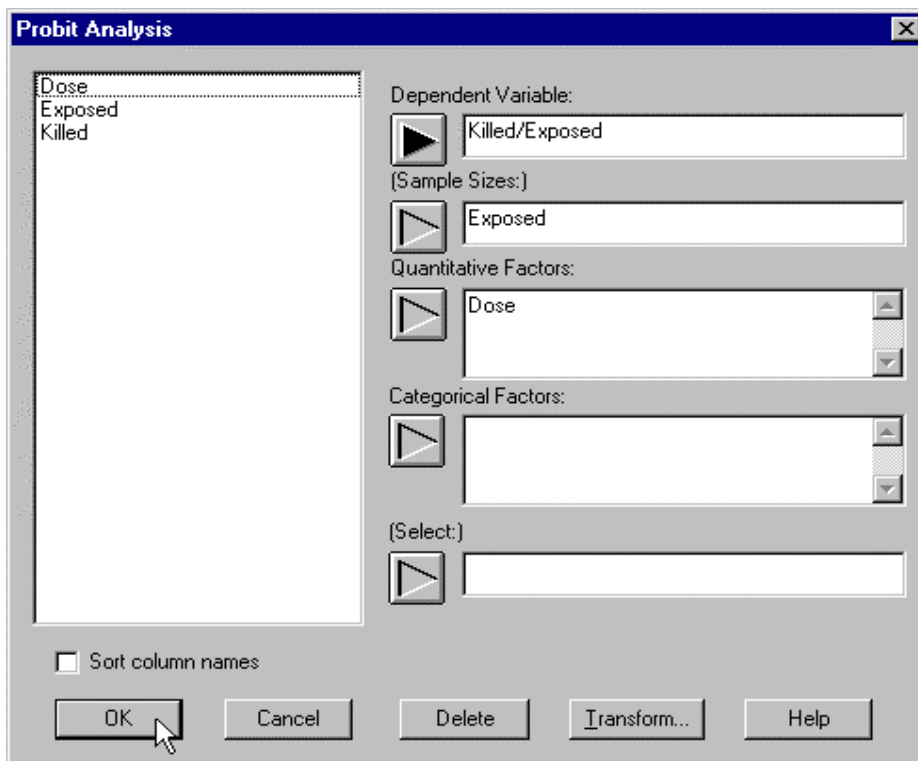 Probit Analysis
Dose
Exposed
Killed
Dependent Variable:
Killed/Exposed
(Sample Sizes:)
Exposed
Quantitative Factors:
Dose
Categorical Factors:
(Select:)
Sort column names
OK
Cancel
Delete
Transform...
Help